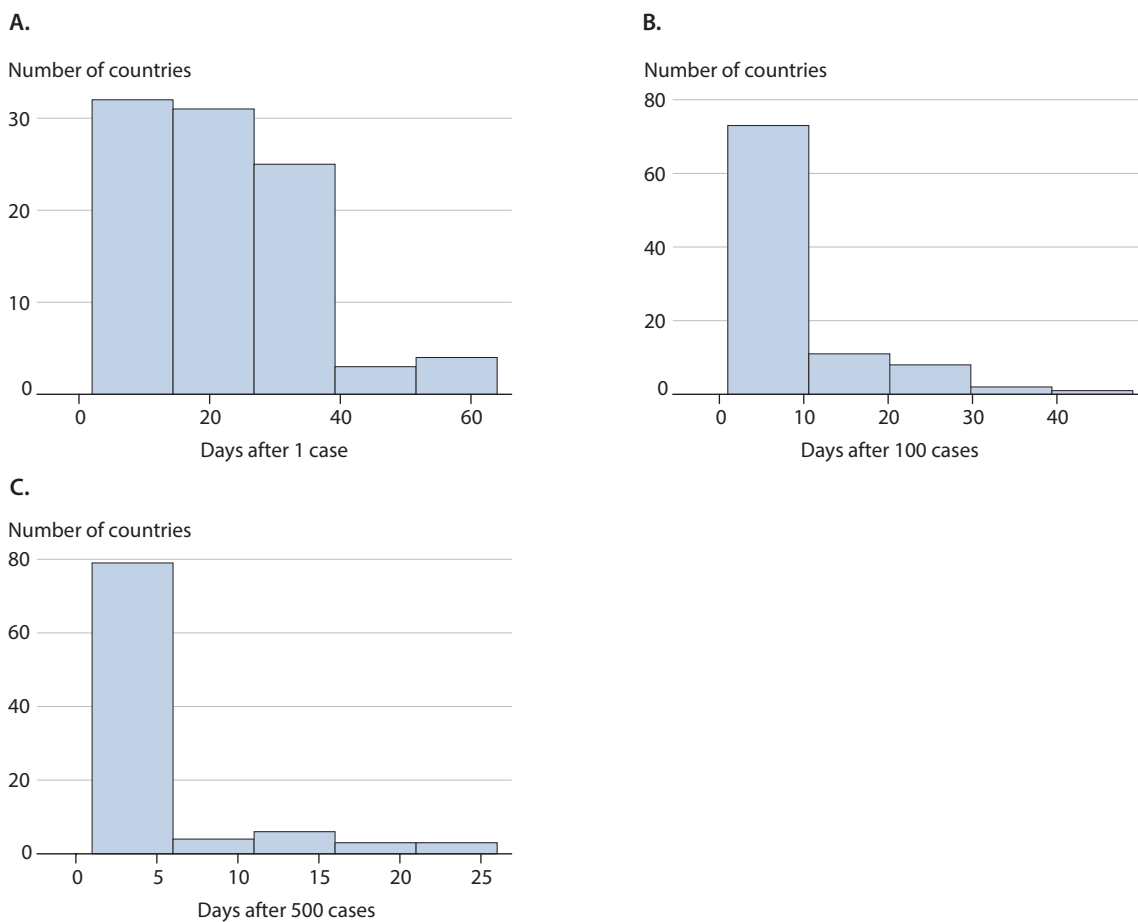 A.
Number of countries
30
20
10
0
0 20 40 60
Days after 1 case
B.
Number of countries
80
60
40
20
0
0 10 20 30 40
Days after 100 cases
C.
Number of countries
80
60
40
20
0
0 5 10 15 20 25
Days after 500 cases